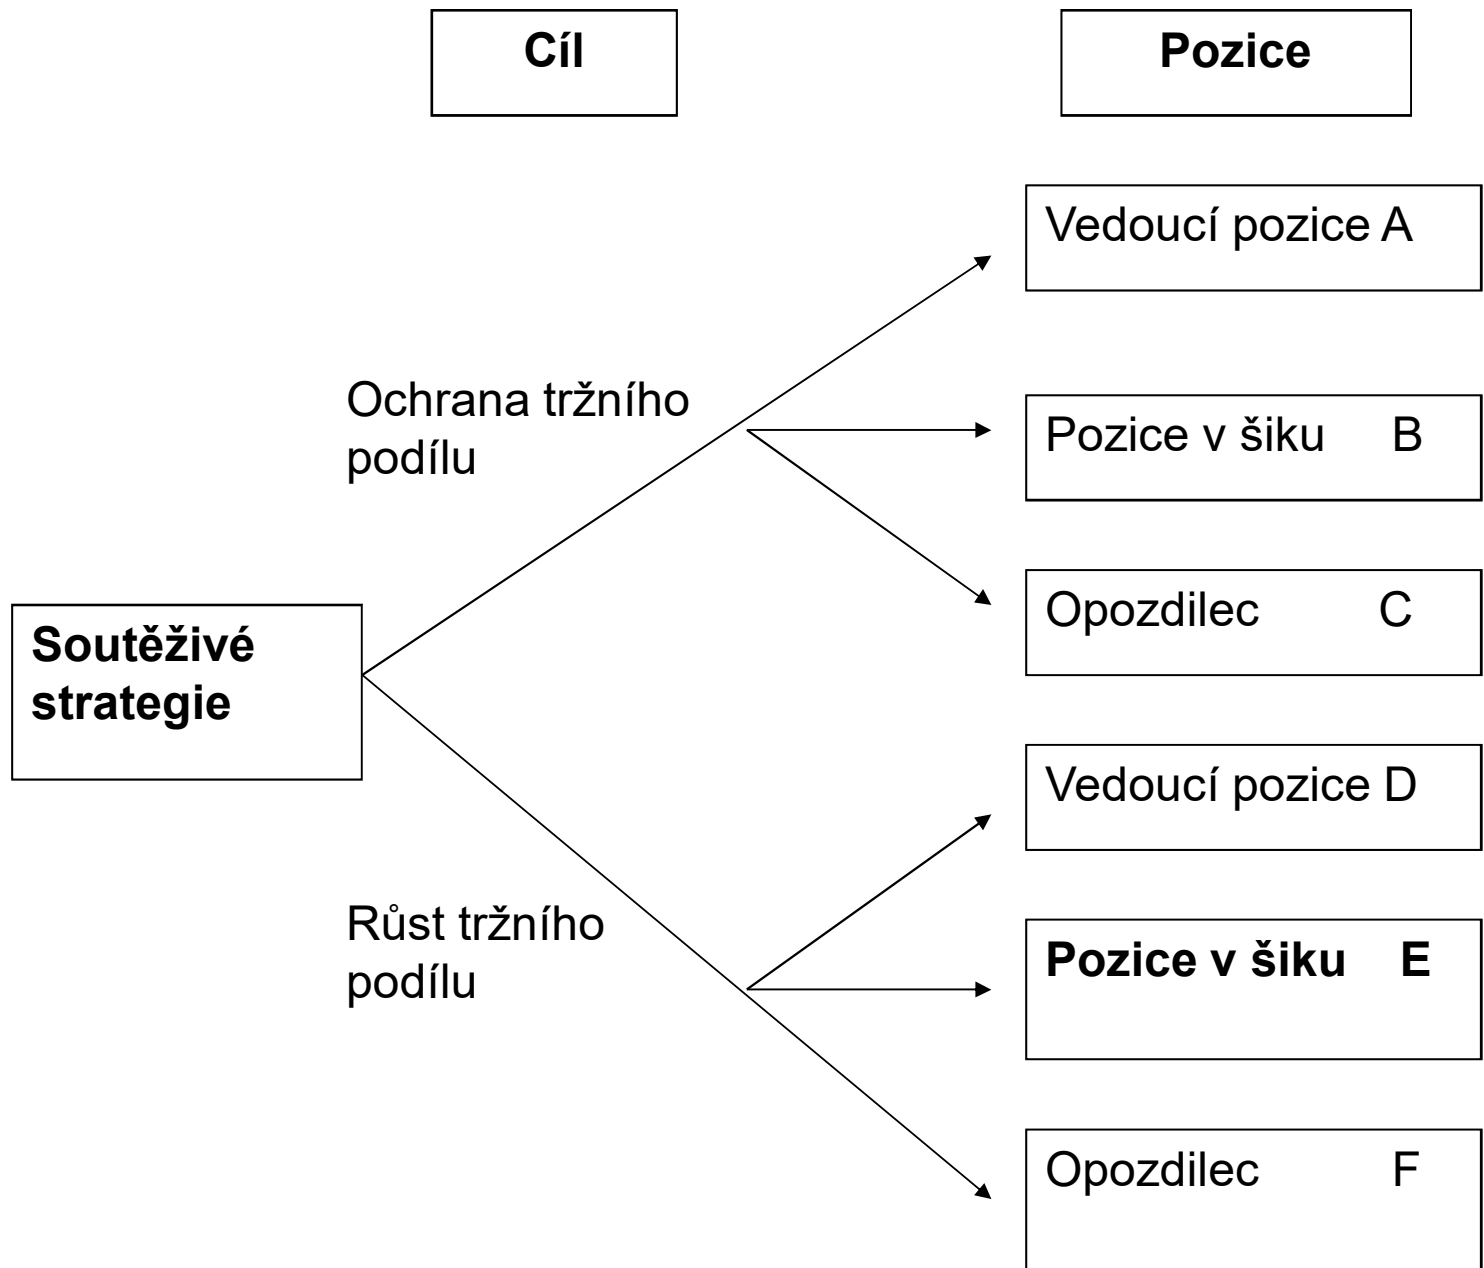 Cíl
Pozice
Vedoucí pozice A
Ochrana tržního
podílu
Pozice v šiku B
Opozdilec C
Soutěživé
strategie
Vedoucí pozice D
Růst tržního
podílu
Pozice v šiku E
Opozdilec F